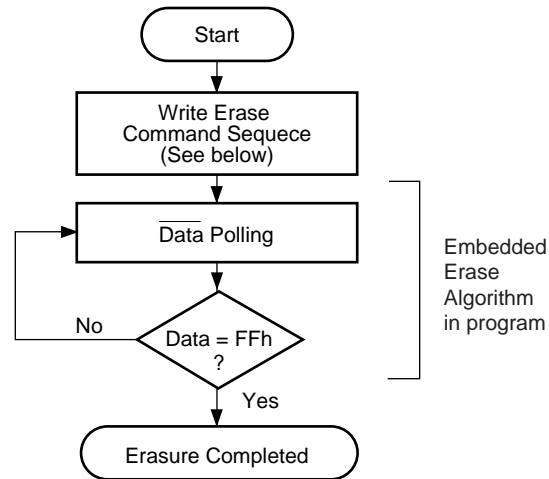 Start
Write Erase
Command Sequece
(See below)
Data Polling
Embedded
Erase
Algorithm
in program
No
Data = FFh
?
Yes
Erasure Completed